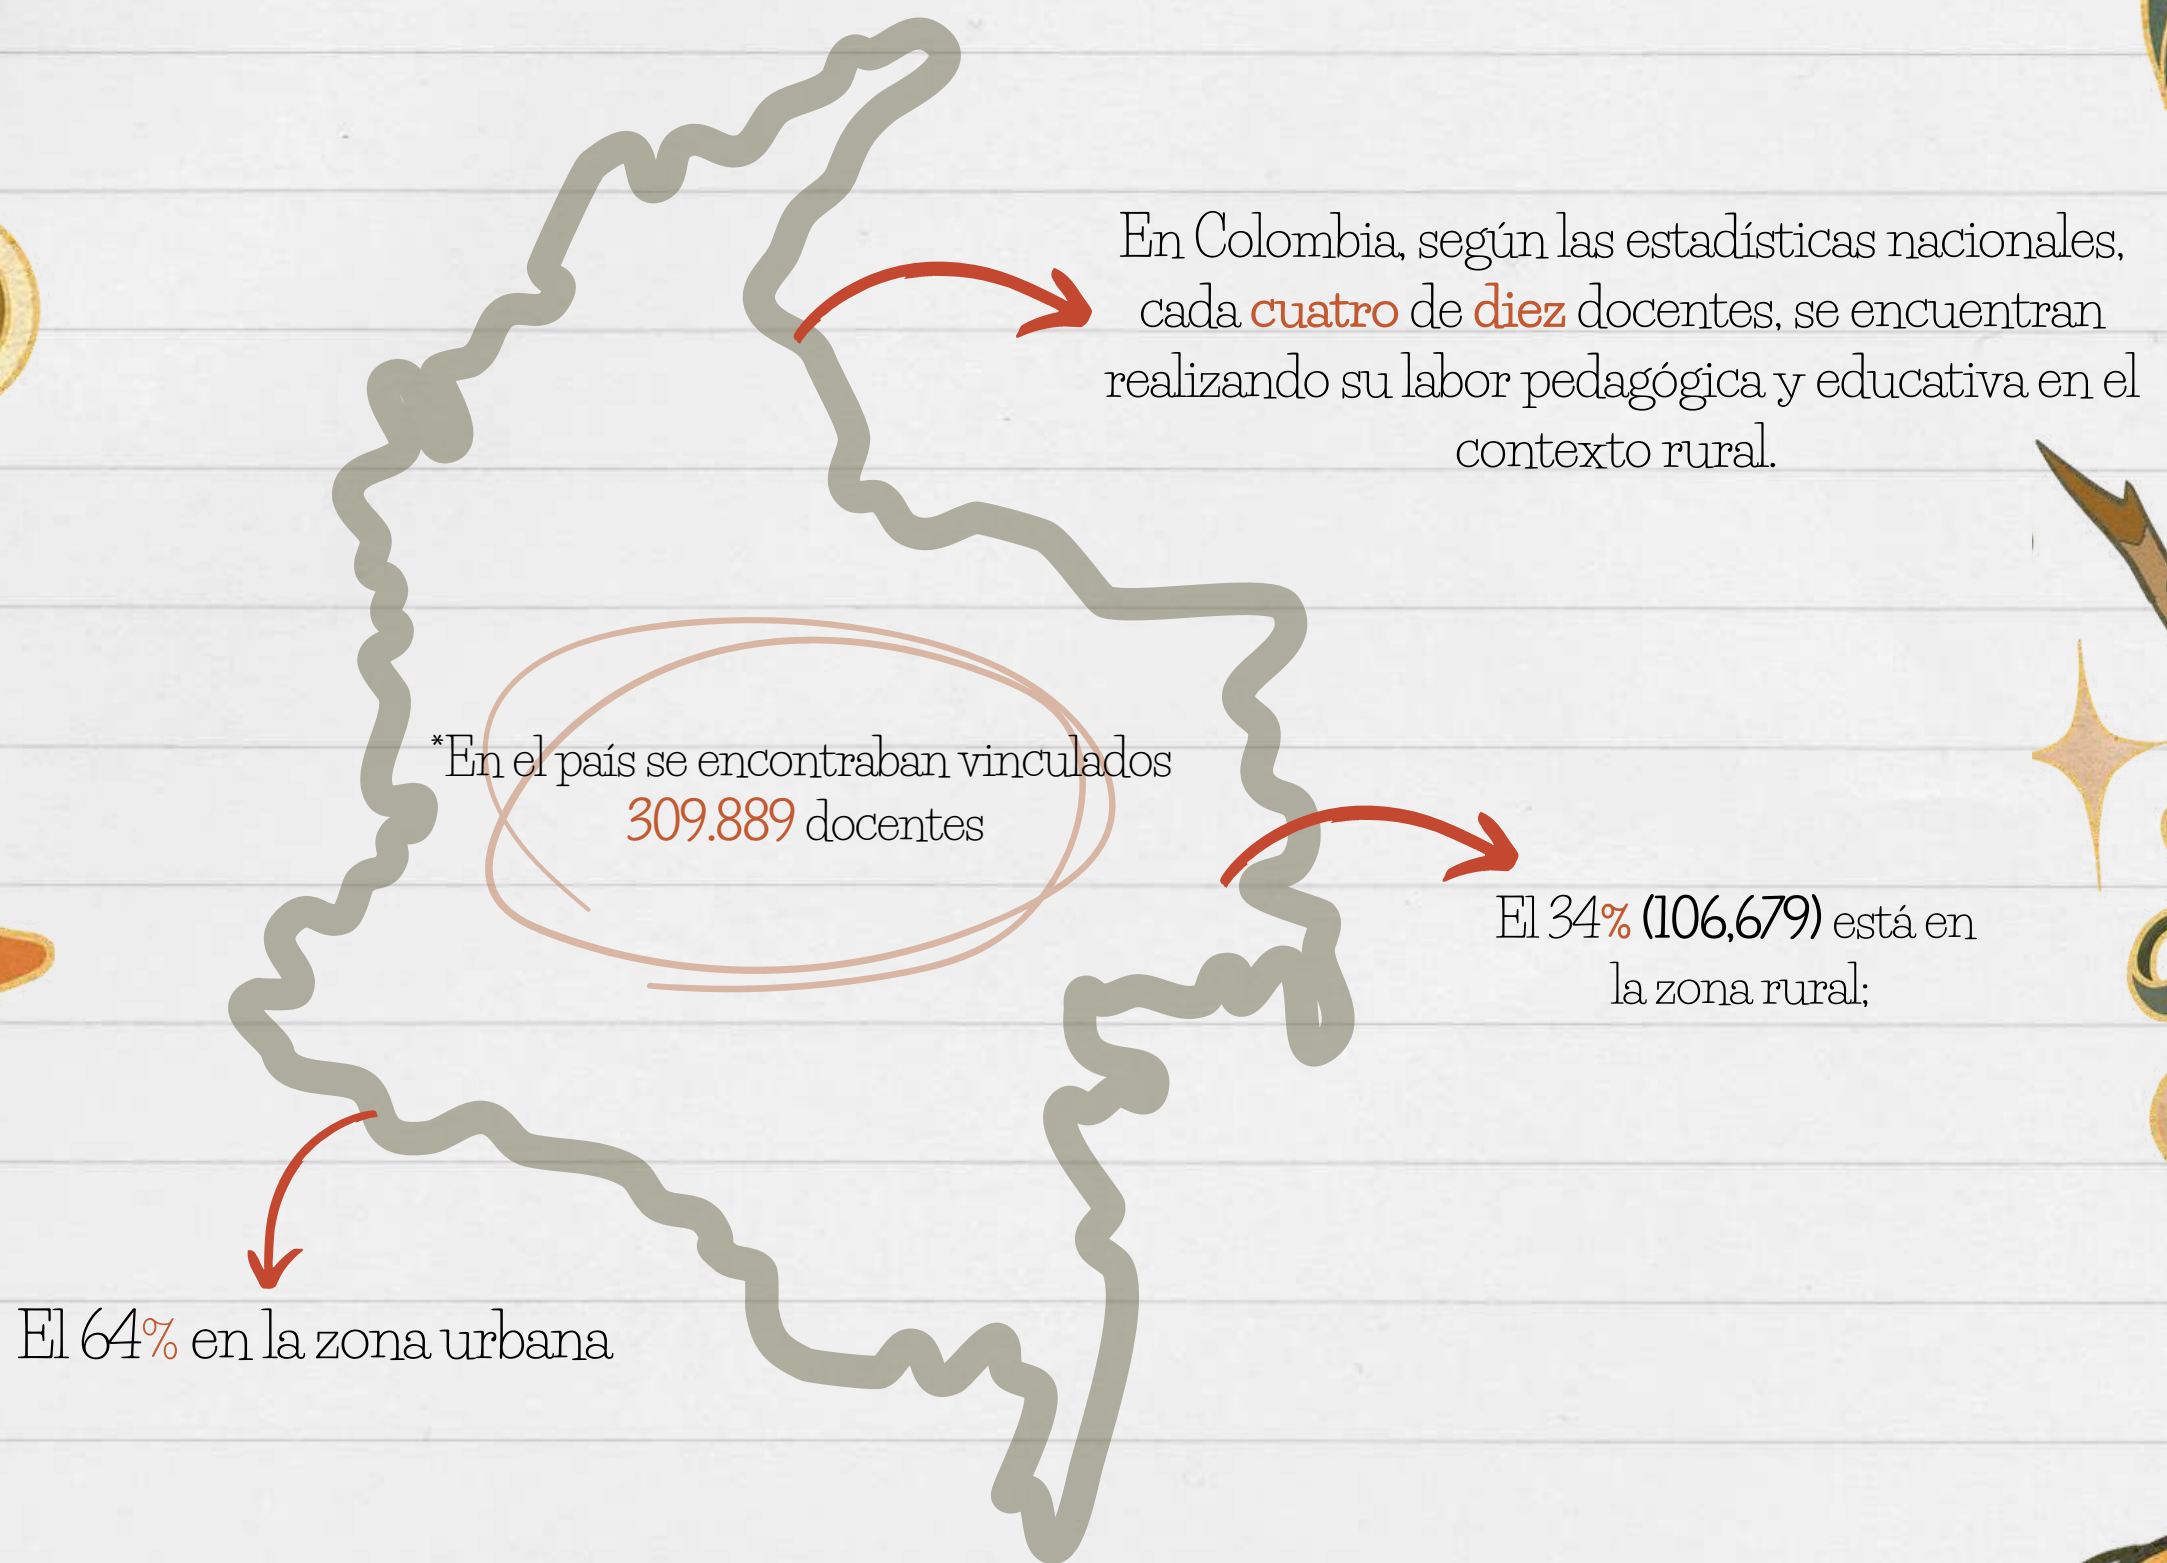 En Colombia, según las estadísticas nacionales,
cada cuatro de diez docentes, se encuentran
realizando su labor pedagógica y educativa en el
contexto rural.
*En el país se encontraban vinculados
309.889 docentes
El 34% (106,679) está en
la zona rural;
El 64% en la zona urbana